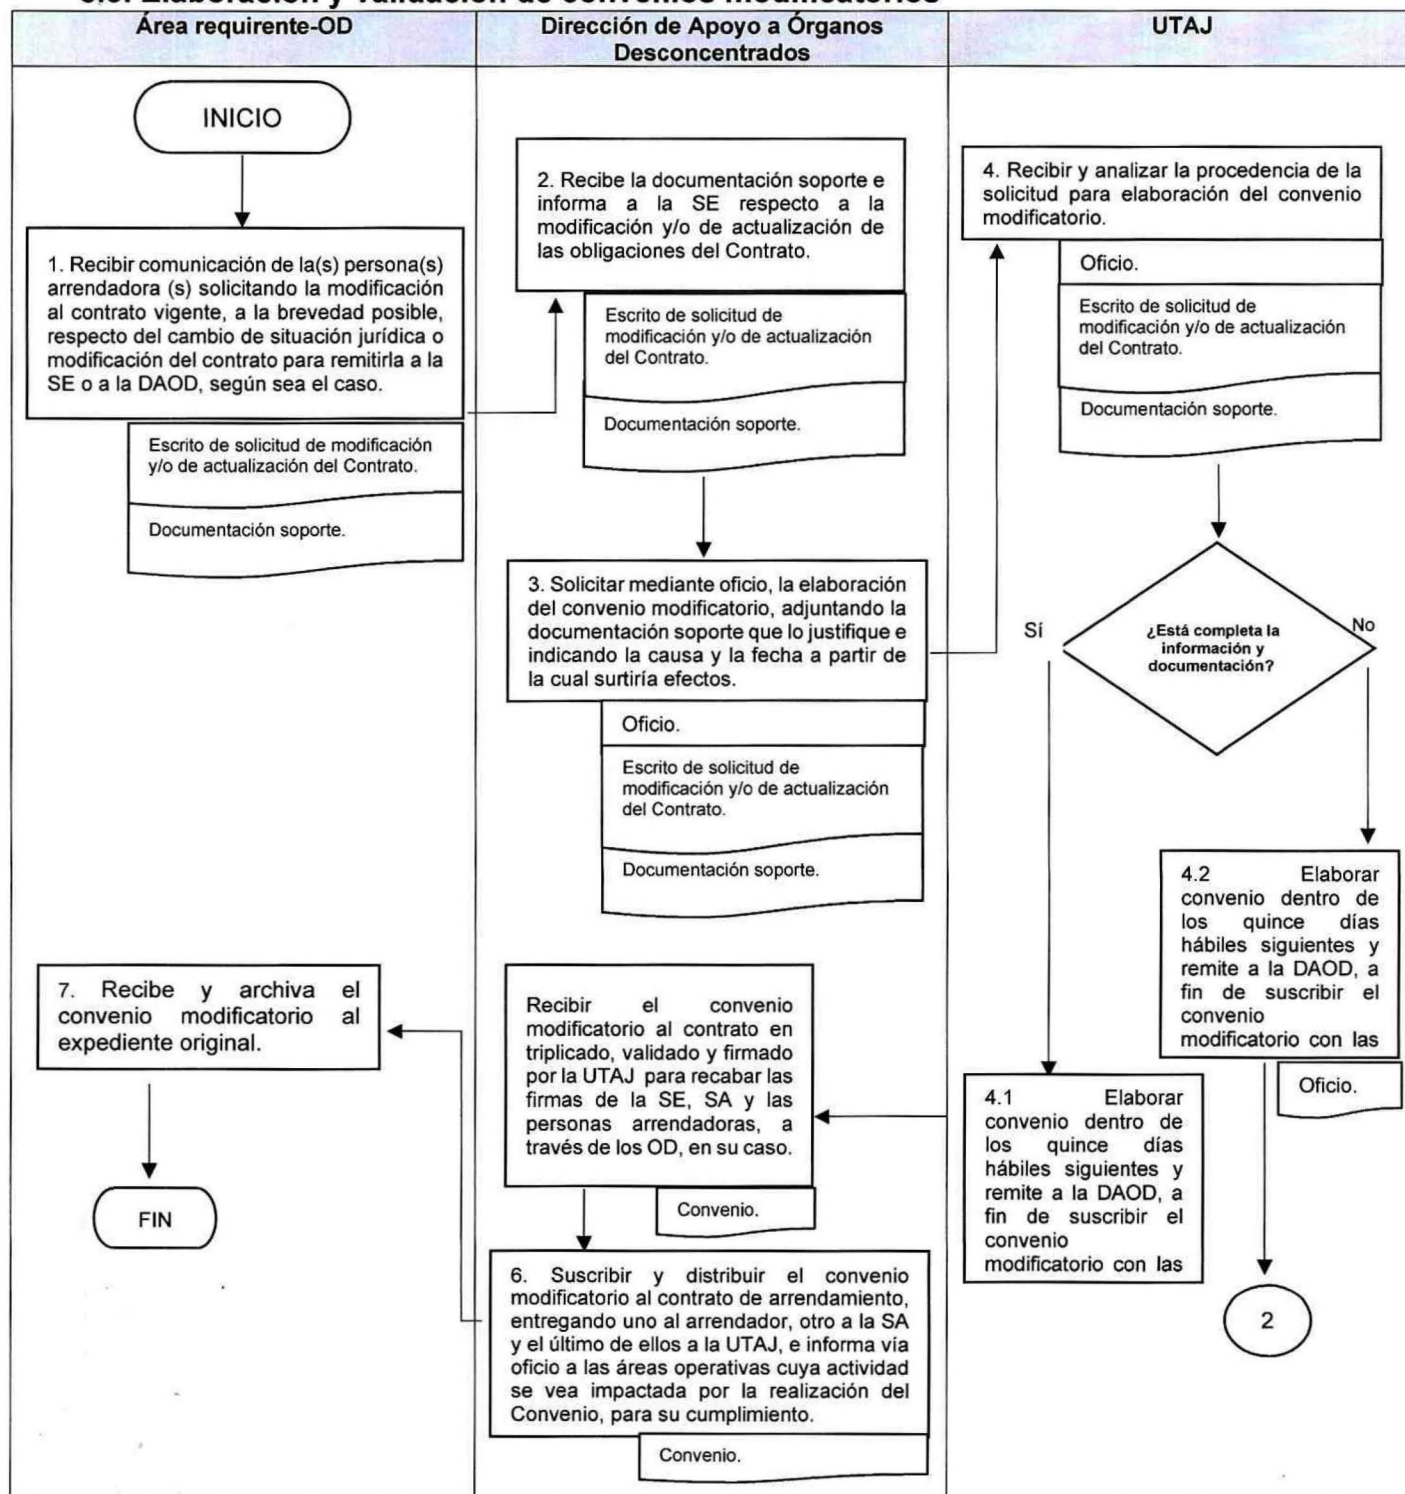 Área requirente-OD
Dirección de Apoyo a Órganos
Desconcentrados
UTAJ
INICIO
1. Recibir comunicación de la(s) persona(s)
arrendadora (s) solicitando la modificación
al contrato vigente, a la brevedad posible,
respecto del cambio de situación jurídica o
modificación del contrato para remitirla a la
SE o a la DAOD, según sea el caso.
Escrito de solicitud de modificación
y/o de actualización del Contrato.
Documentación soporte.
2. Recibe la documentación soporte e
informa a la SE respecto a la
modificación y/o de actualización de
las obligaciones del Contrato.
Escrito de solicitud de
modificación y/o de actualización
del Contrato.
Documentación soporte.
3. Solicitar mediante oficio, la elaboración
del convenio modificatorio, adjuntando la
documentación soporte que lo justifique e
indicando la causa y la fecha a partir de
la cual surtiría efectos.
Oficio.
Escrito de solicitud de
modificación y/o de actualización
del Contrato.
Documentación soporte.
4. Recibir y analizar la procedencia de la
solicitud para elaboración del convenio
modificatorio.
Oficio.
Escrito de solicitud de
modificación y/o de actualización
del Contrato.
Documentación soporte.
¿Está completa la
información y
documentación?
Sí
No
4.2 Elaborar
convenio dentro de
los quince días
hábiles siguientes y
remite a la DAOD, a
fin de suscribir el
convenio
modificatorio con las
Oficio.
2
4.1 Elaborar
convenio dentro de
los quince días
hábiles siguientes y
remite a la DAOD, a
fin de suscribir el
convenio
modificatorio con las
Recibir el convenio
modificatorio al contrato en
triplicado, validado y firmado
por la UTAJ para recabar las
firmas de la SE, SA y las
personas arrendadoras, a
través de los OD, en su caso.
Convenio.
6. Suscribir y distribuir el convenio
modificatorio al contrato de arrendamiento,
entregando uno al arrendador, otro a la SA
y el último de ellos a la UTAJ, e informa vía
oficio a las áreas operativas cuya actividad
se vea impactada por la realización del
Convenio, para su cumplimiento.
Convenio.
7. Recibe y archiva el
convenio modificatorio al
expediente original.
FIN